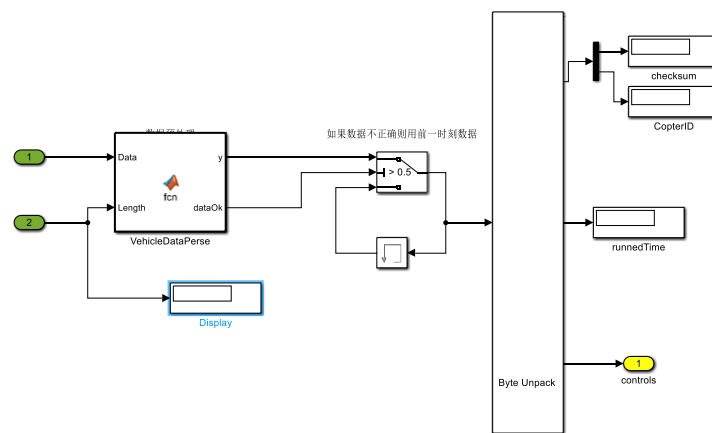 如果数据不正确则用前一时刻数据
checksum
CopterID
1
Data
y
fcn
> 0.5
2
Length
dataOk
VehicleDataPerse
runnedTime
Display
1
Byte Unpack
controls